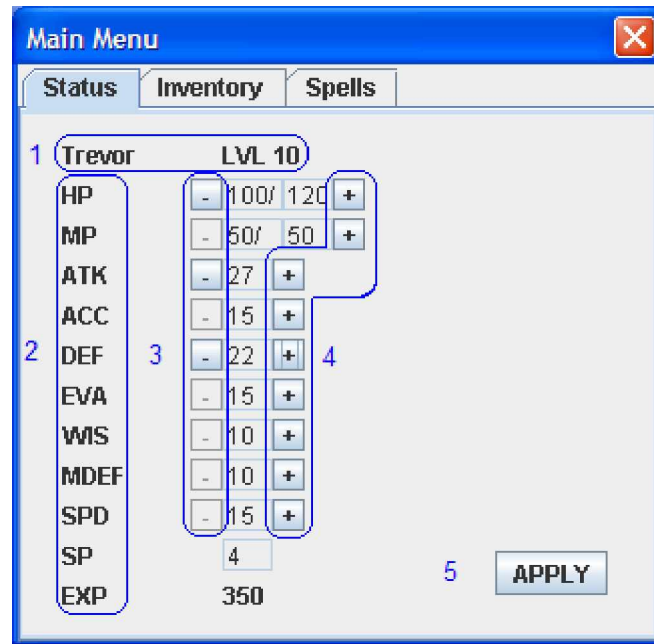 Main Menu
Status Inventory Spells
1 Trevor LVL 10
HP - 100/ 120 +
MP - 50/ 50 +
ATK - 27 +
ACC - 15 +
2 DEF 3 - 22 + 4
EVA - 15 +
WIS - 10 +
MDEF - 10 +
SPD - 15 +
SP 4
5 APPLY
EXP 350